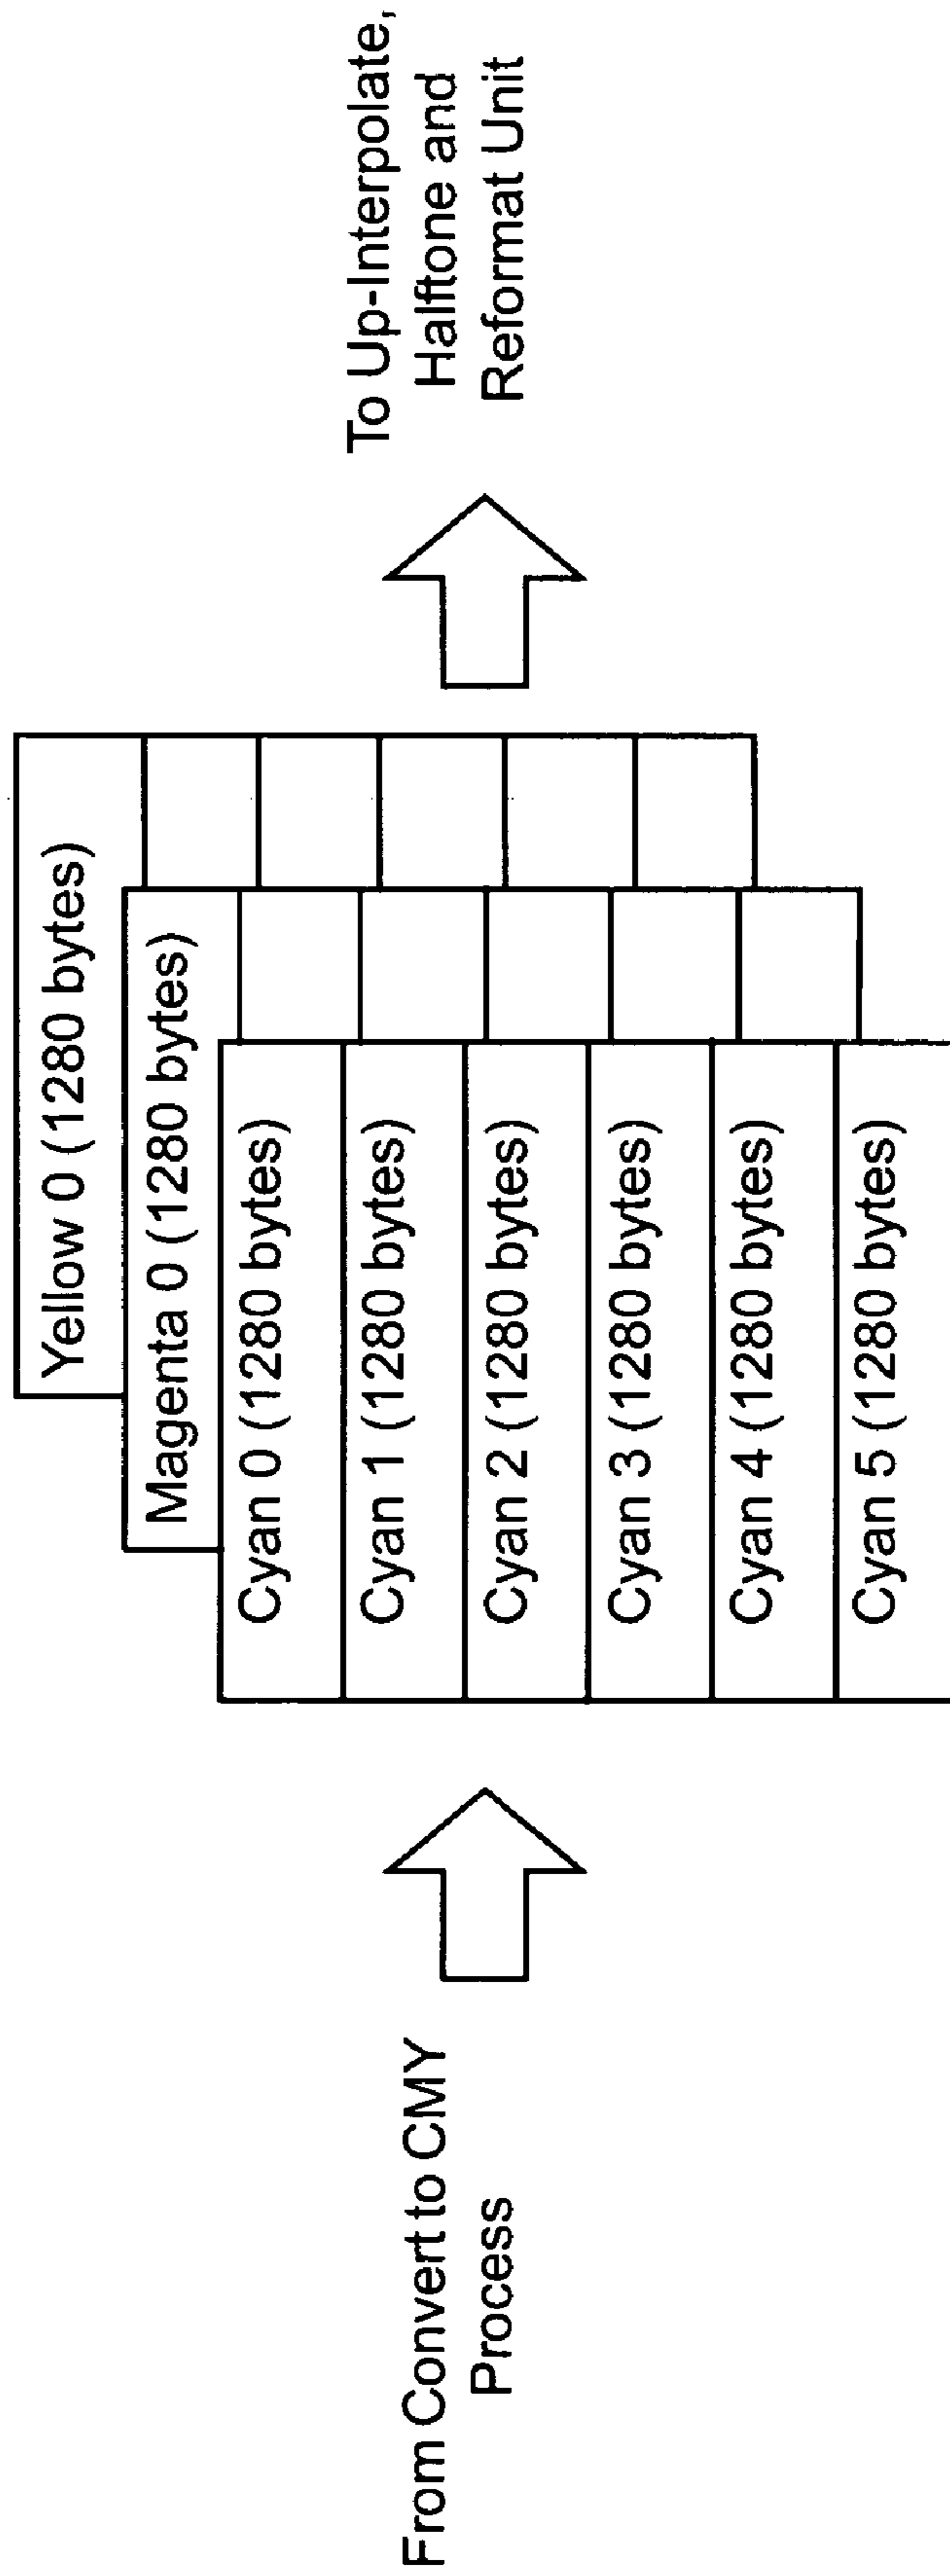 From Convert to CMY
Process
Yellow 0 (1280 bytes)
Magenta 0 (1280 bytes)
Cyan 0 (1280 bytes)
Cyan 1 (1280 bytes)
Cyan 2 (1280 bytes)
Cyan 3 (1280 bytes)
Cyan 4 (1280 bytes)
Cyan 5 (1280 bytes)
To Up-Interpolate,
Halftone and
Reformat Unit